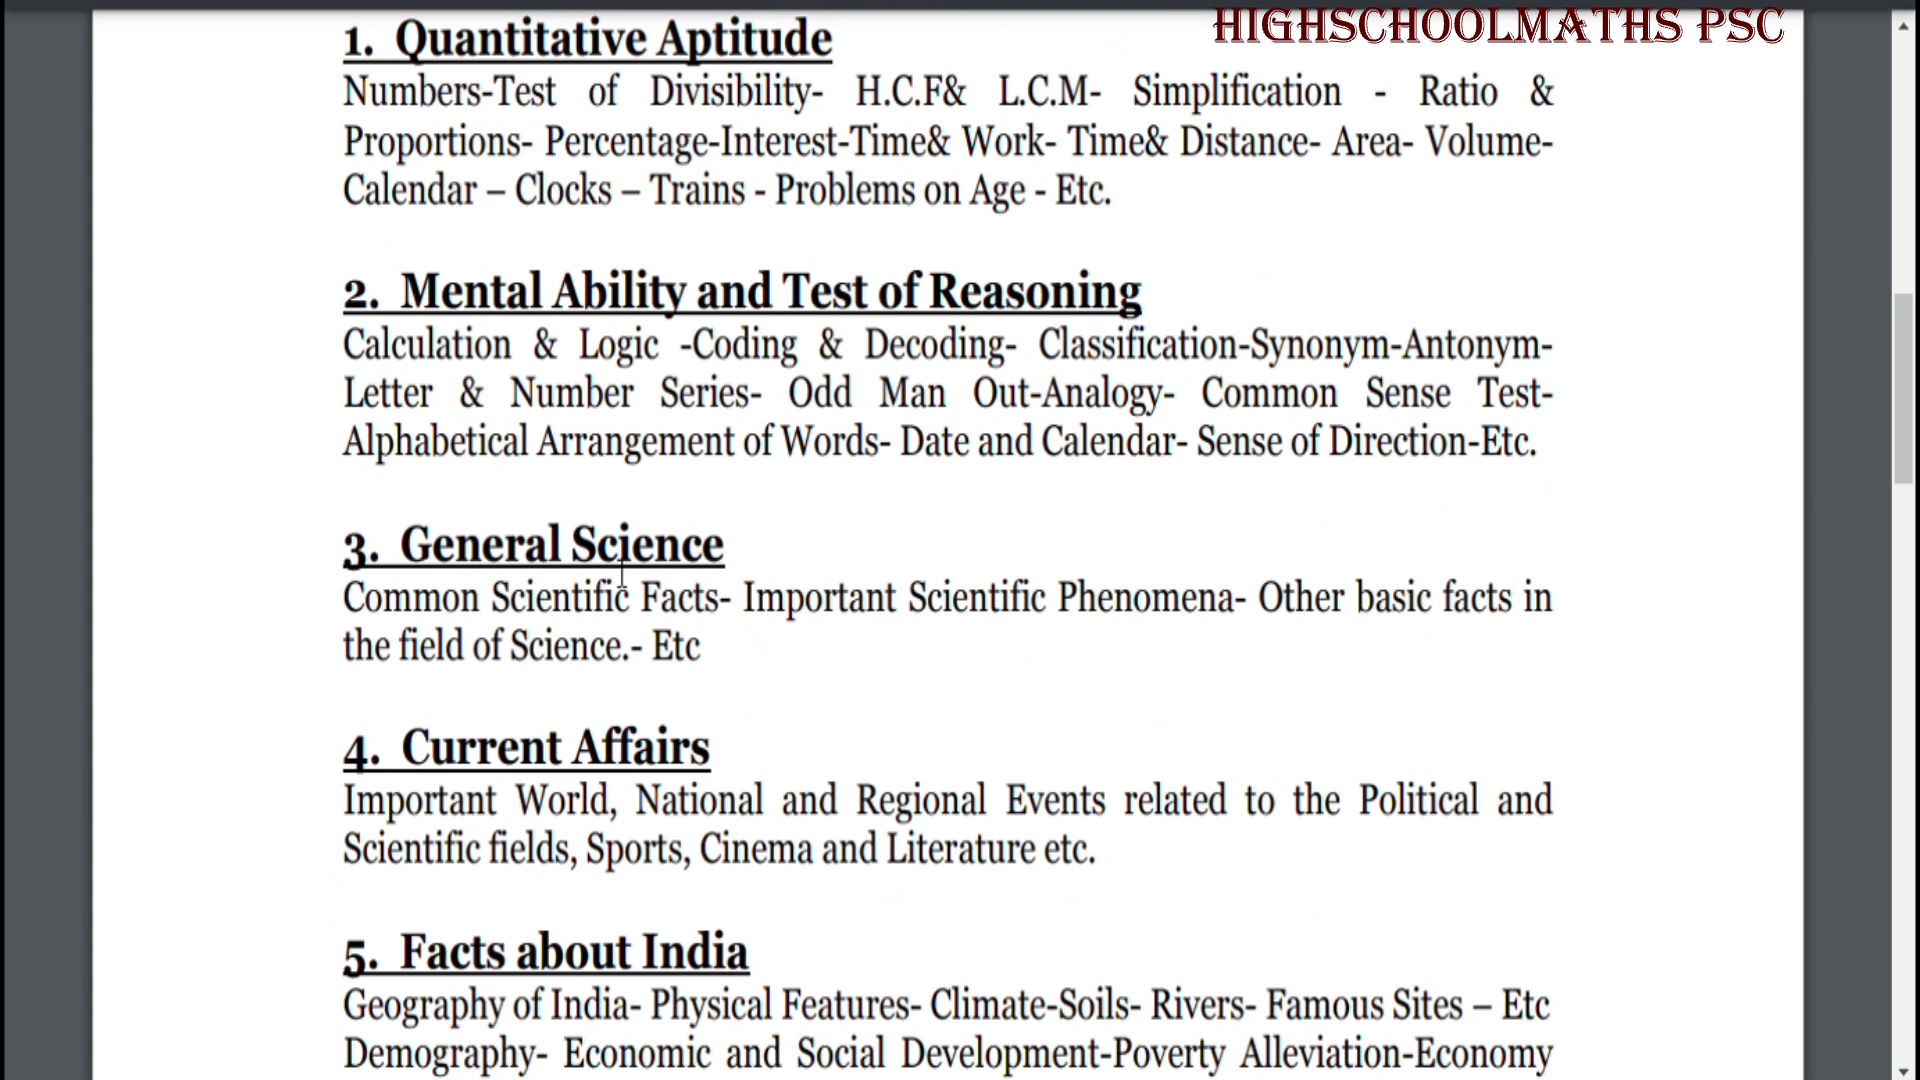 HIGHSCHOOLMATHS PSC
1. Quantitative Aptitude
Numbers-Test of Divisibility- H.C.F& L.C.M- Simplification - Ratio &
Proportions- Percentage-Interest-Time& Work- Time& Distance- Area- Volume-
Calendar – Clocks – Trains - Problems on Age - Etc.
2. Mental Ability and Test of Reasoning
Calculation & Logic -Coding & Decoding- Classification-Synonym-Antonym-
Letter & Number Series- Odd Man Out-Analogy- Common Sense Test-
Alphabetical Arrangement of Words- Date and Calendar- Sense of Direction-Etc.
3. General Science
Common Scientific Facts- Important Scientific Phenomena- Other basic facts in
the field of Science.- Etc
4. Current Affairs
Important World, National and Regional Events related to the Political and
Scientific fields, Sports, Cinema and Literature etc.
5. Facts about India
Geography of India- Physical Features- Climate-Soils- Rivers- Famous Sites – Etc
Demography- Economic and Social Development-Poverty Alleviation-Economy